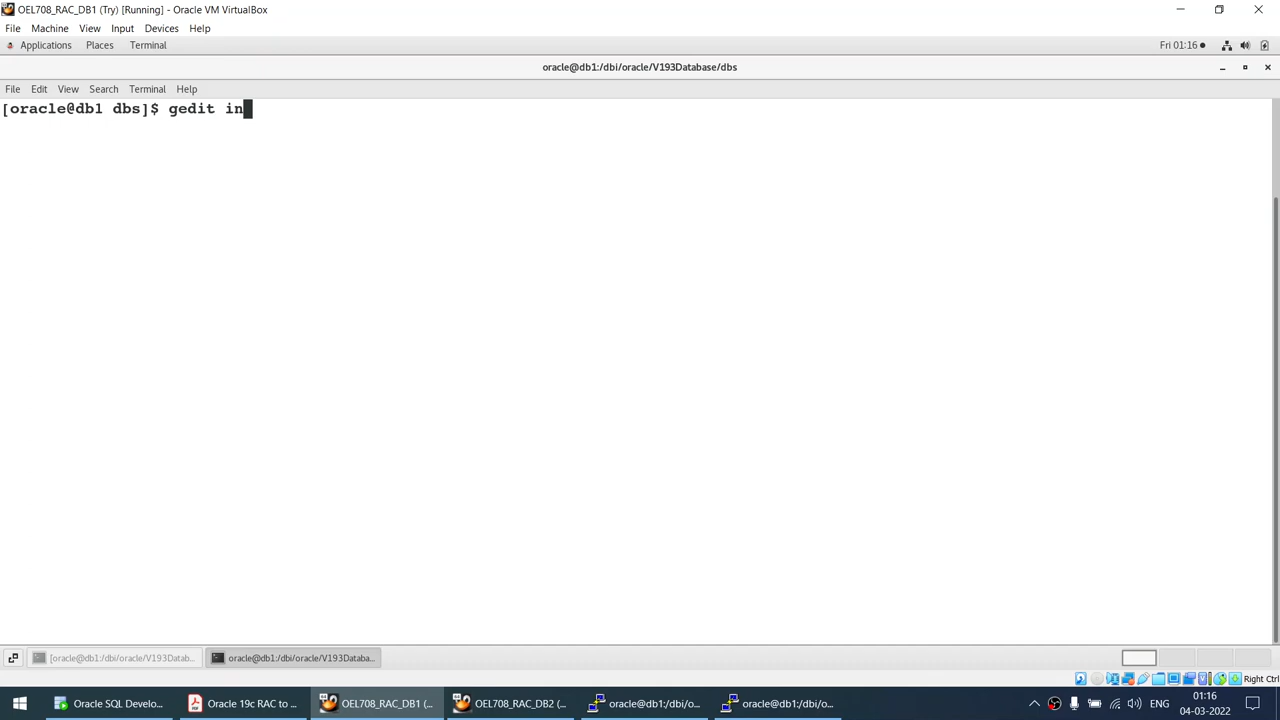 OEL708_RAC_DB1 (Try) [Running] - Oracle VM VirtualBox
File Machine View Input Devices Help
Applications Places Terminal Fri 01:16
oracle@db1:/dbi/oracle/V193Database/dbs
File Edit View Search Terminal Help
[oracle@db1 dbs]$ gedit in
[oracle@db1:/dbi/oracle/V193Datab... oracle@db1:/dbi/oracle/V193Databa...
Right Ctrl
Oracle SQL Develo... Oracle 19c RAC to ... OEL708_RAC_DB1 (... OEL708_RAC_DB2 (... oracle@db1:/dbi/o... oracle@db1:/dbi/o... ENG 01:16
04-03-2022